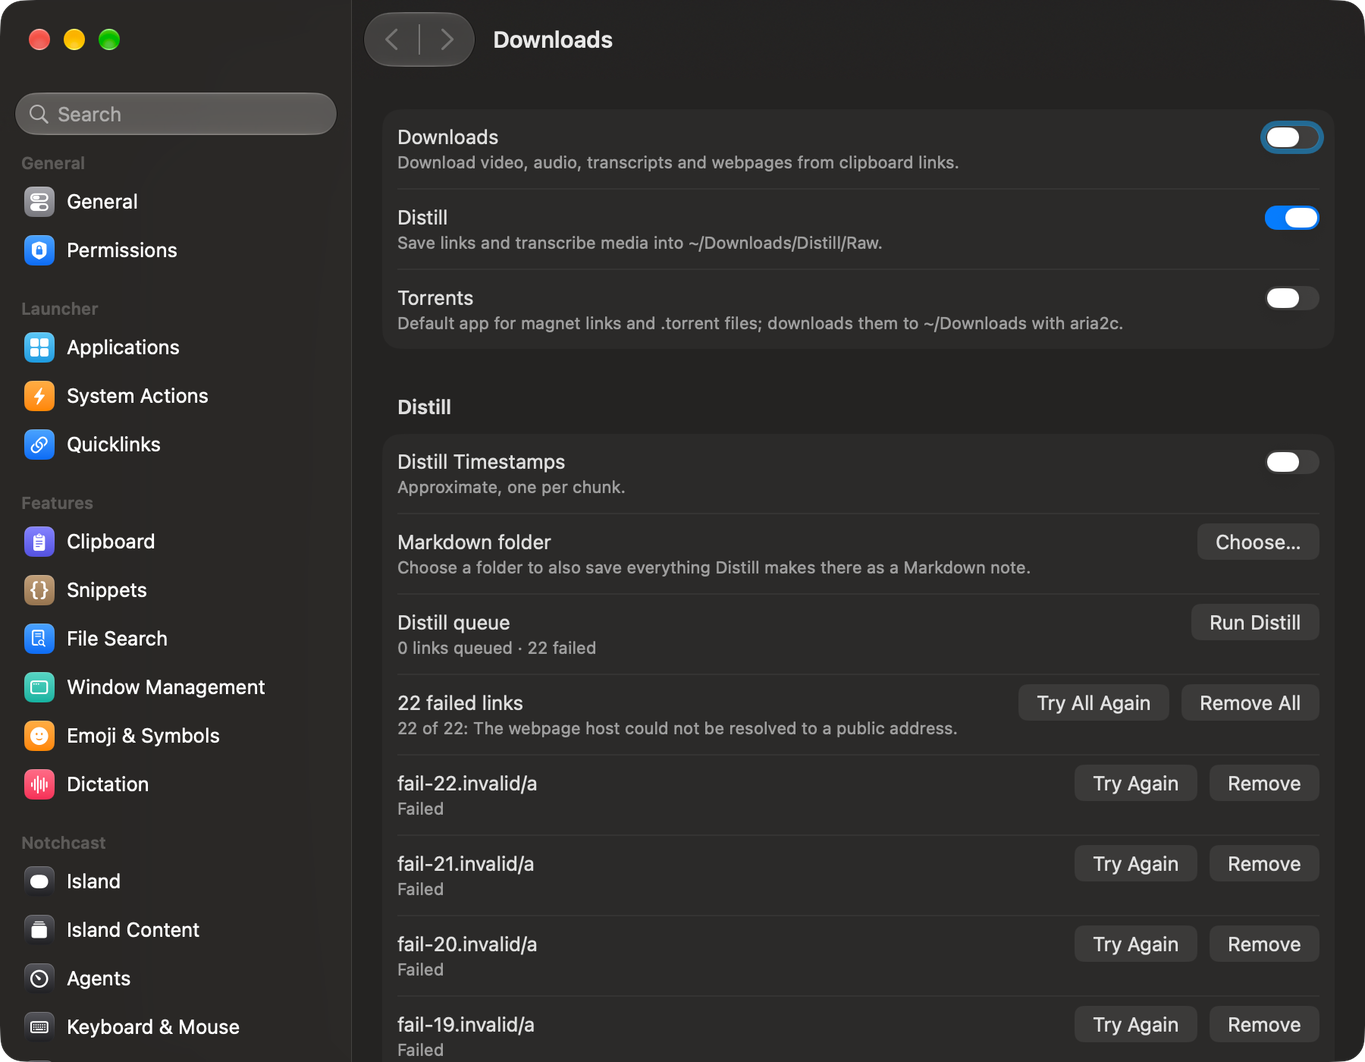 Downloads
Search
General
General
Permissions
Launcher
Applications
System Actions
Quicklinks
Features
Clipboard
Snippets
File Search
Window Management
Emoji & Symbols
Dictation
Notchcast
Island
Island Content
Agents
Keyboard & Mouse
Downloads
Download video, audio, transcripts and webpages from clipboard links.
Distill
Save links and transcribe media into ~/Downloads/Distill/Raw.
Torrents
Default app for magnet links and .torrent files; downloads them to ~/Downloads with aria2c.
Distill
Distill Timestamps
Approximate, one per chunk.
Markdown folder
Choose a folder to also save everything Distill makes there as a Markdown note.
Choose...
Distill queue
0 links queued · 22 failed
Run Distill
22 failed links
22 of 22: The webpage host could not be resolved to a public address.
Try All Again
Remove All
fail-22.invalid/a
Failed
Try Again
Remove
fail-21.invalid/a
Failed
Try Again
Remove
fail-20.invalid/a
Failed
Try Again
Remove
fail-19.invalid/a
Failed
Try Again
Remove